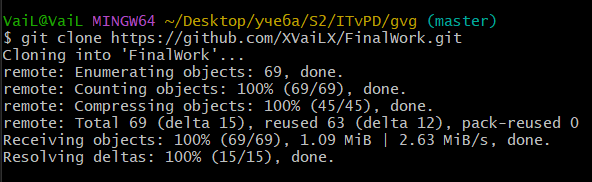 VaiL@VaiL MINGW64 ~/Desktop/учеба/S2/ITvPD/gvg (master)
$ git clone https://github.com/XVaiLX/FinalWork.git
Cloning into 'FinalWork'...
remote: Enumerating objects: 69, done.
remote: Counting objects: 100% (69/69), done.
remote: Compressing objects: 100% (45/45), done.
remote: Total 69 (delta 15), reused 63 (delta 12), pack-reused 0
Receiving objects: 100% (69/69), 1.09 MiB | 2.63 MiB/s, done.
Resolving deltas: 100% (15/15), done.